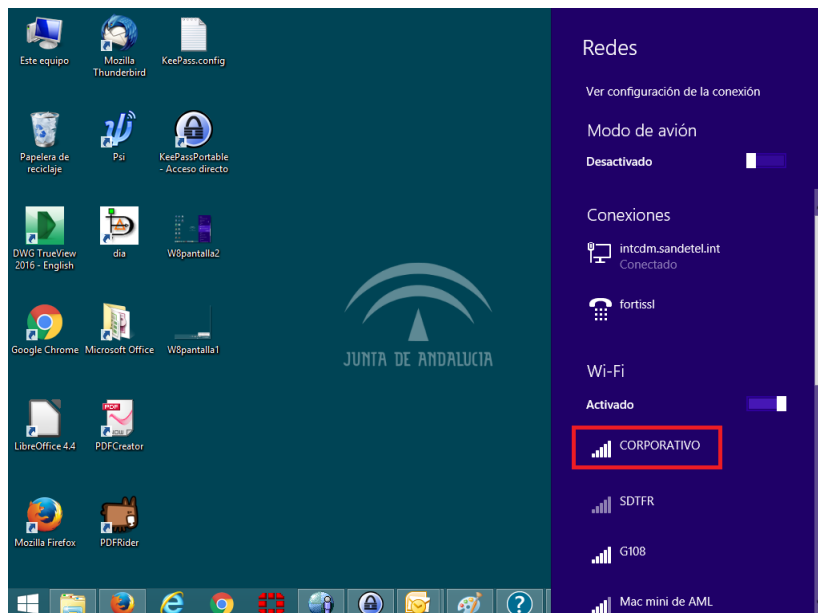 Este equipo
Mozilla
Thunderbird
KeePass.config
Papelera de
reciclaje
Psi
KeePassPortable
- Acceso directo
DWG TrueView
2016 - English
dia
W8pantalla2
Google Chrome
Microsoft Office
W8pantalla1
LibreOffice 4.4
PDFCreator
Mozilla Firefox
PDFRider
JUNTA DE ANDALUCIA
Redes
Ver configuración de la conexión
Modo de avión
Desactivado
Conexiones
intcdm.sandetel.int
Conectado
fortissl
Wi-Fi
Activado
CORPORATIVO
SDTFR
G108
Mac mini de AML